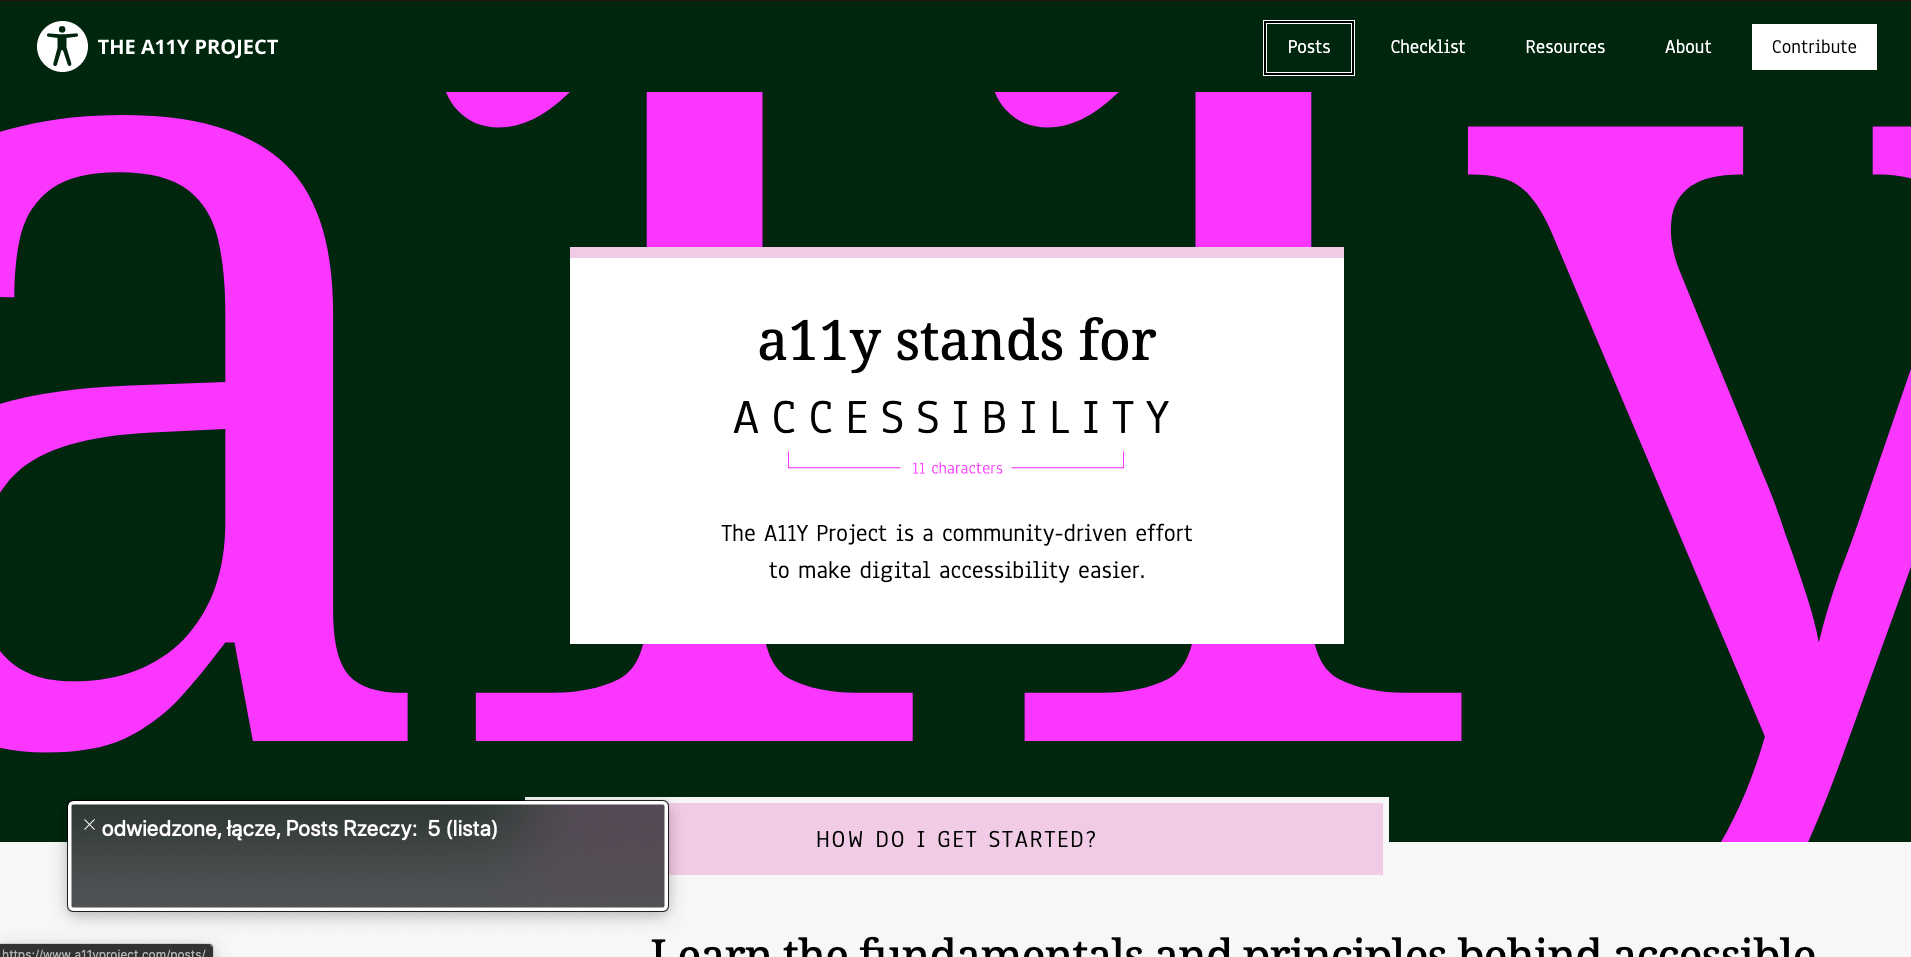 THE A11Y PROJECT
Posts
Checklist
Resources
About
Contribute
a11y
a11y stands for
ACCESSIBILITY
11 characters
The A11Y Project is a community-driven effort
to make digital accessibility easier.
HOW DO I GET STARTED?
odwiedzone, łącze, Posts Rzeczy: 5 (lista)
Learn the fundamentals and principles behind accessible
https://www.a11yproject.com/posts/